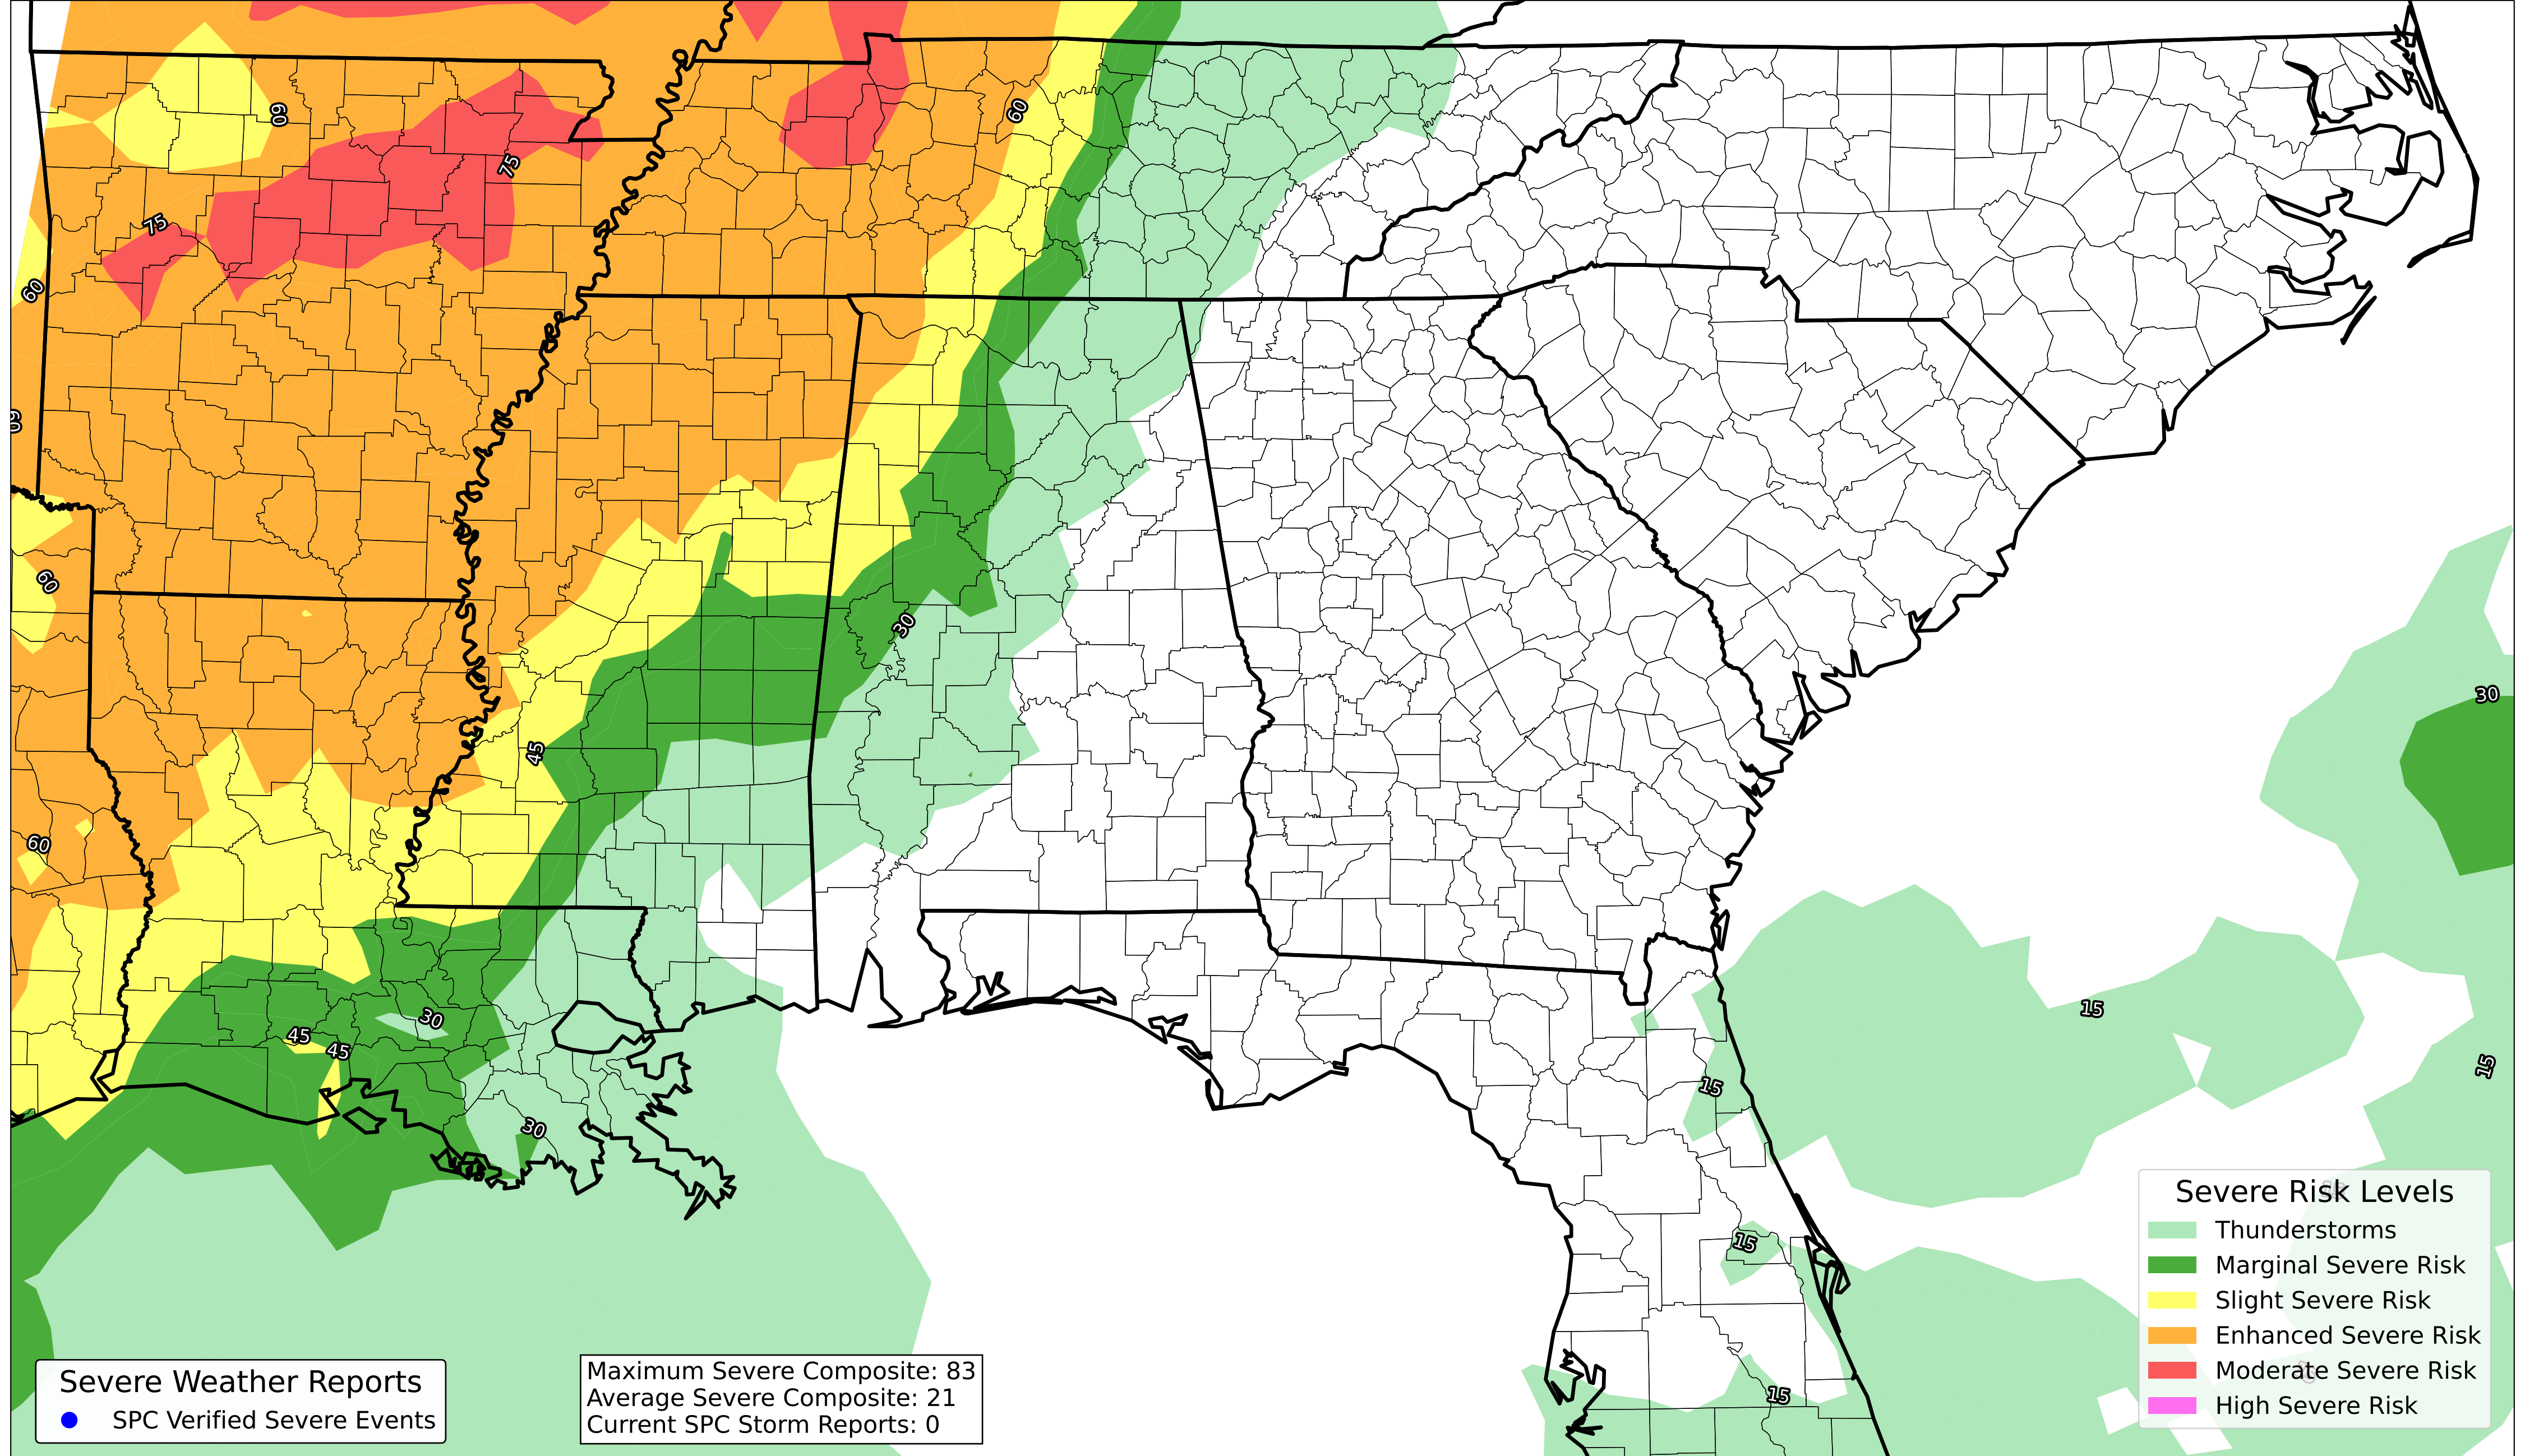 60
60
75
75
60
60
60
30
30
45
60
15
30
45
45
15
15
30
15
15
Severe Risk Levels
Thunderstorms
Marginal Severe Risk
Slight Severe Risk
Enhanced Severe Risk
Moderate Severe Risk
High Severe Risk
Severe Weather Reports
SPC Verified Severe Events
Maximum Severe Composite: 83
Average Severe Composite: 21
Current SPC Storm Reports: 0